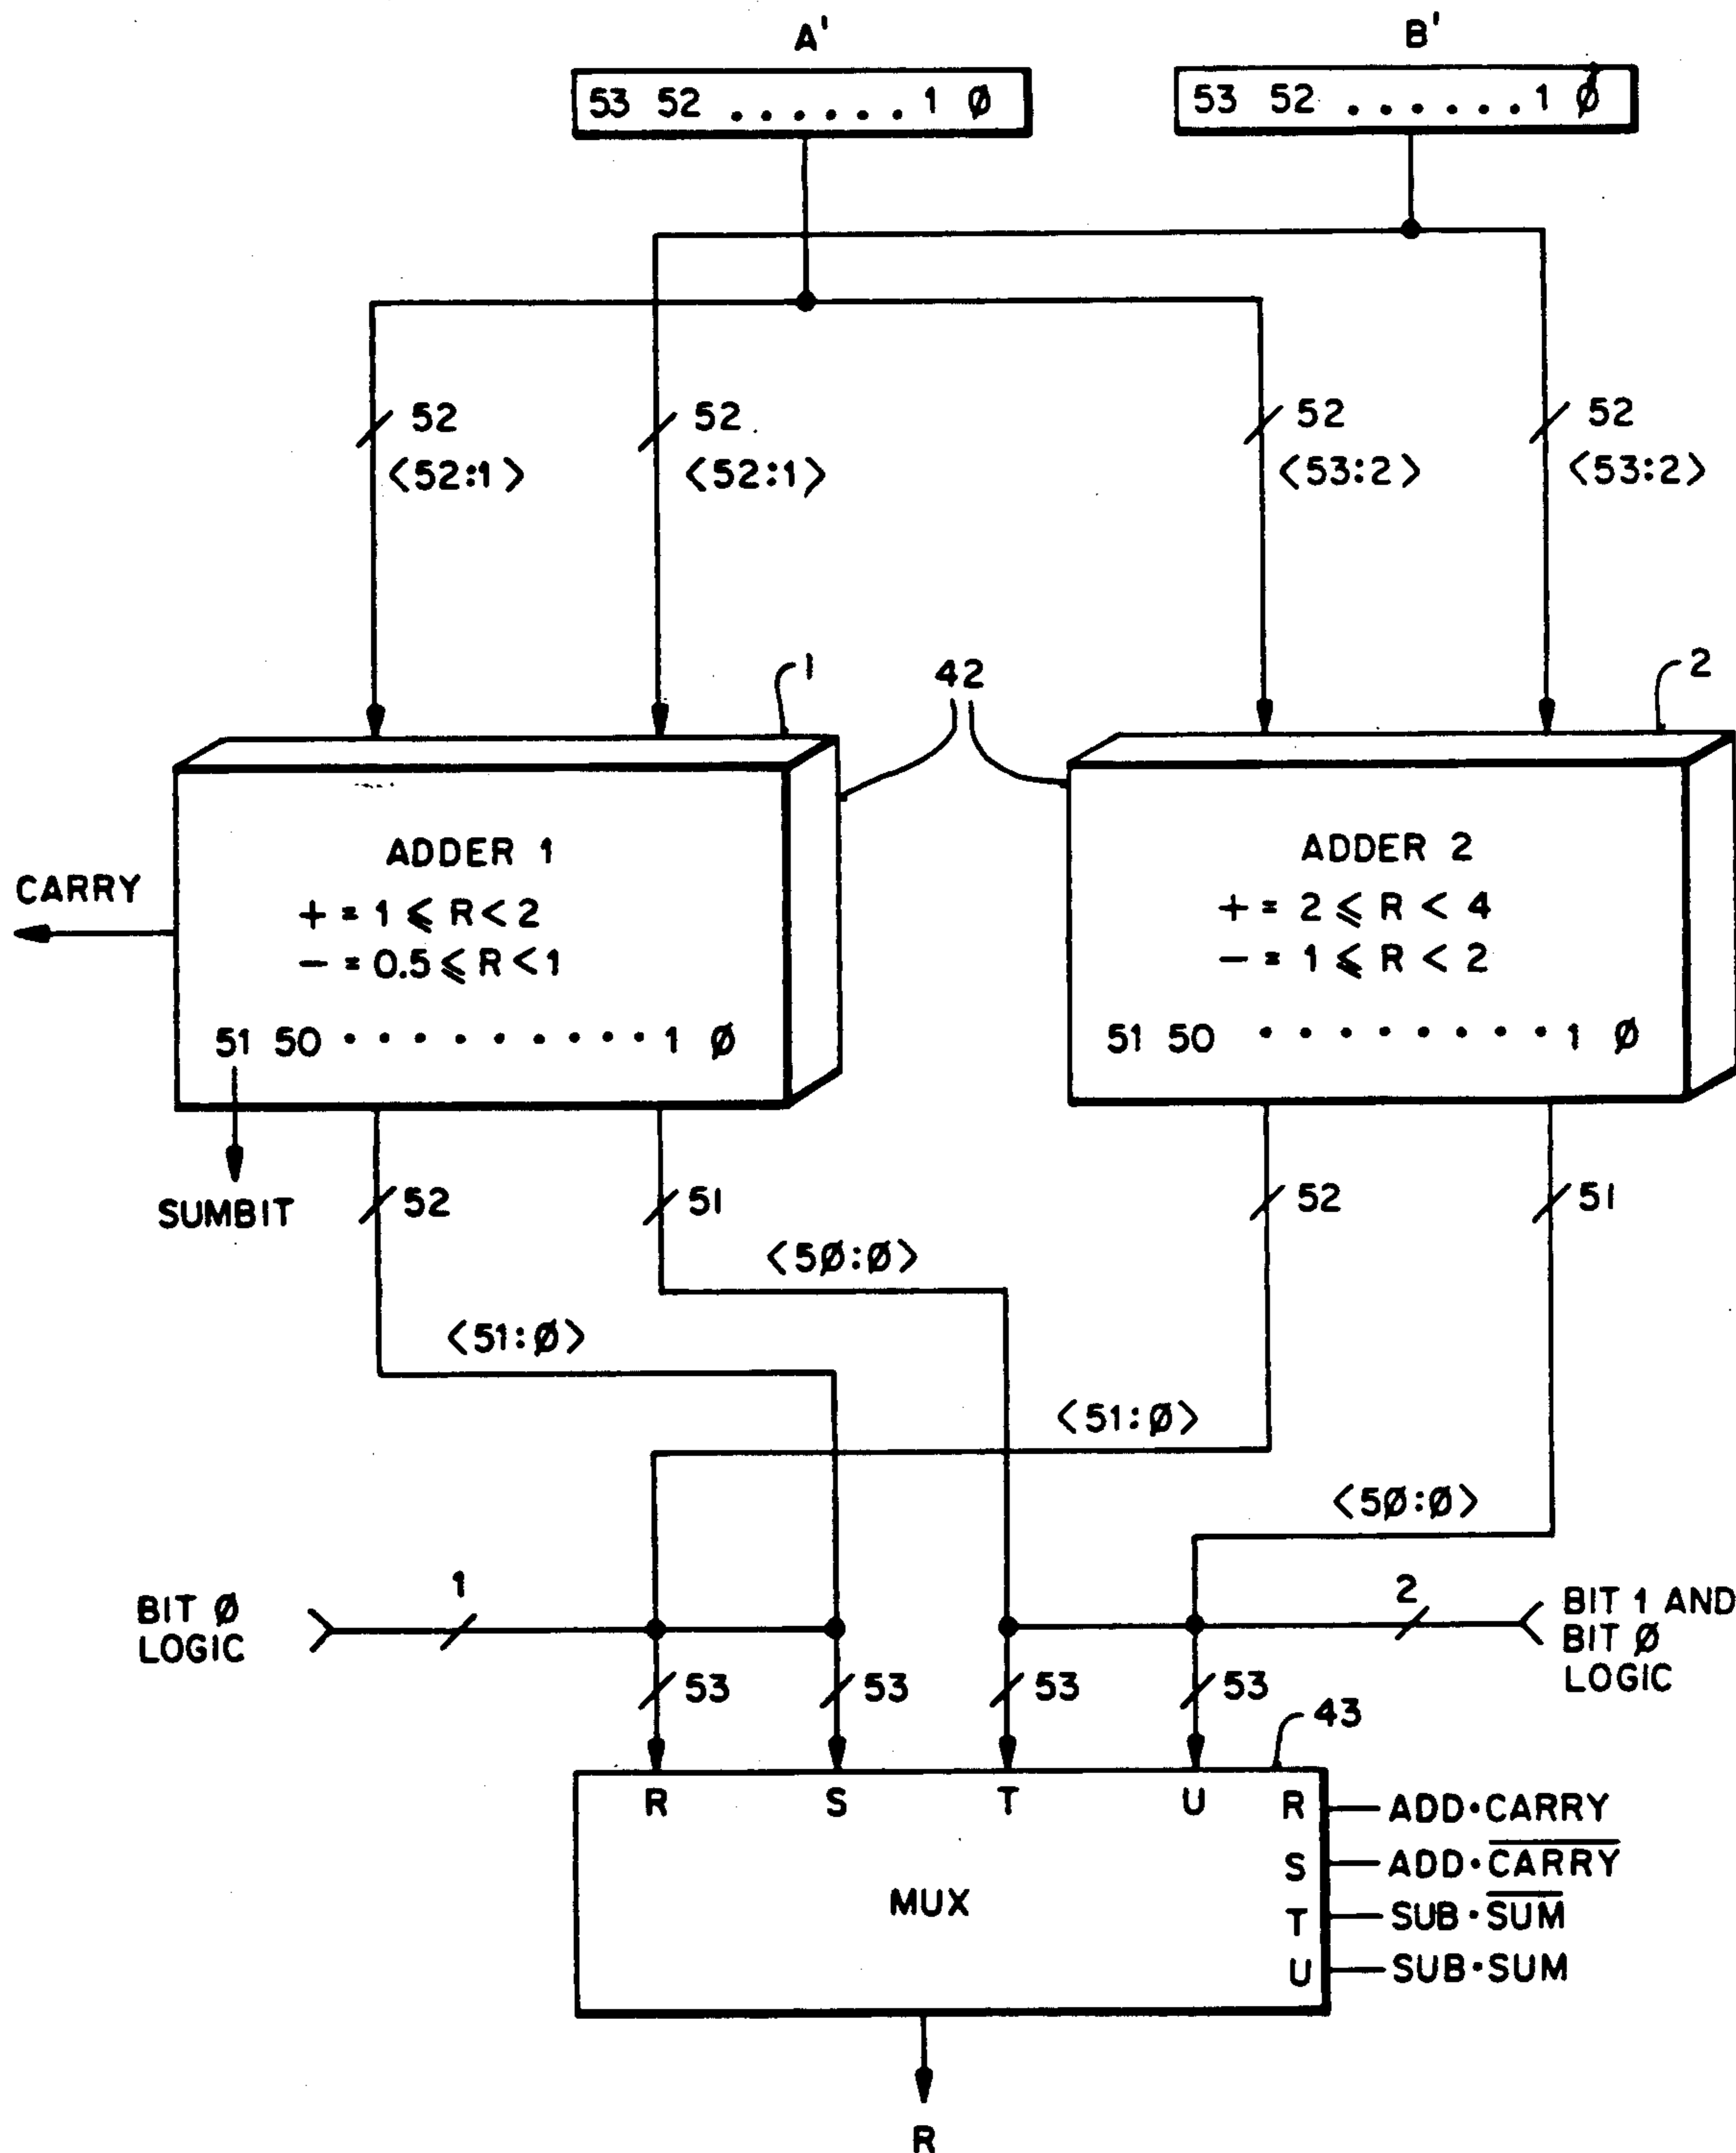 A' B'
53 52 ...... 1 Ø 53 52 ...... 1 Ø
52 52 52 52
<52:1> <52:1> <53:2> <53:2>
1 42 2
ADDER 1 ADDER 2
CARRY
+ = 1 ⩽ R < 2 + = 2 ⩽ R < 4
− = 0.5 ⩽ R < 1 − = 1 ⩽ R < 2
51 50 .......... 1 Ø 51 50 ........ 1 Ø
52 51 52 51
SUMBIT
<5Ø:Ø>
<51:Ø>
<51:Ø>
<5Ø:Ø>
BIT Ø
LOGIC
1
2
BIT 1 AND
BIT Ø
LOGIC
53 53 53 53
43
R S T U R ADD·CARRY
S ADD·C̅A̅R̅R̅Y̅
MUX
T SUB·S̅U̅M̅
U SUB·SUM
R